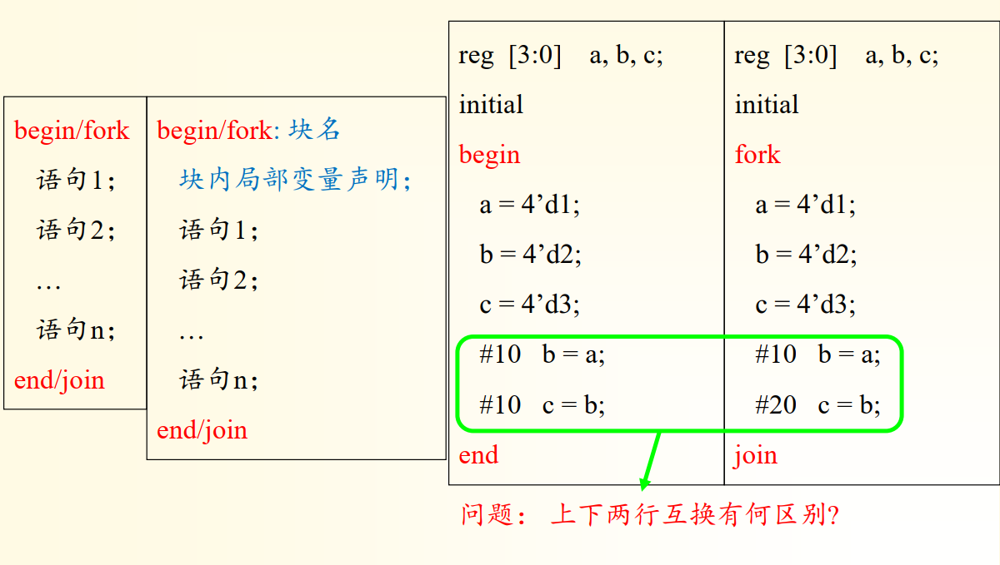 begin/fork
语句1;
语句2;
…
语句n;
end/join
begin/fork: 块名
块内局部变量声明;
语句1;
语句2;
…
语句n;
end/join
reg [3:0] a, b, c;
initial
begin
a = 4’d1;
b = 4’d2;
c = 4’d3;
#10 b = a;
#10 c = b;
end
reg [3:0] a, b, c;
initial
fork
a = 4’d1;
b = 4’d2;
c = 4’d3;
#10 b = a;
#20 c = b;
join
问题： 上下两行互换有何区别?